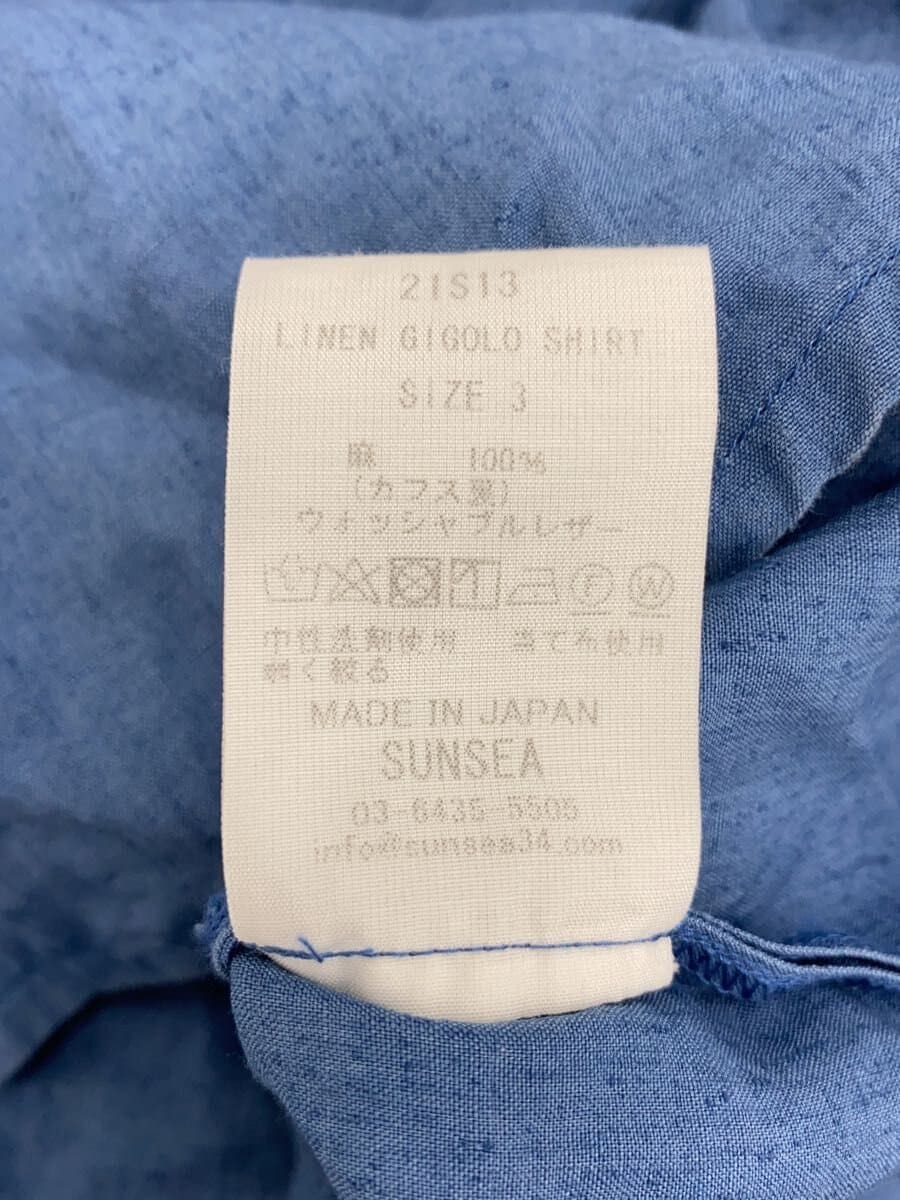 21S13
LINEN GIGOLO SHIRT
SIZE 3
麻 100%
(カフス裏)
ウォッシャブルレザー
F W
中性洗剤使用 当て布使用
弱く絞る
MADE IN JAPAN
SUNSEA
03-6435-5505
info@sunsea34.com